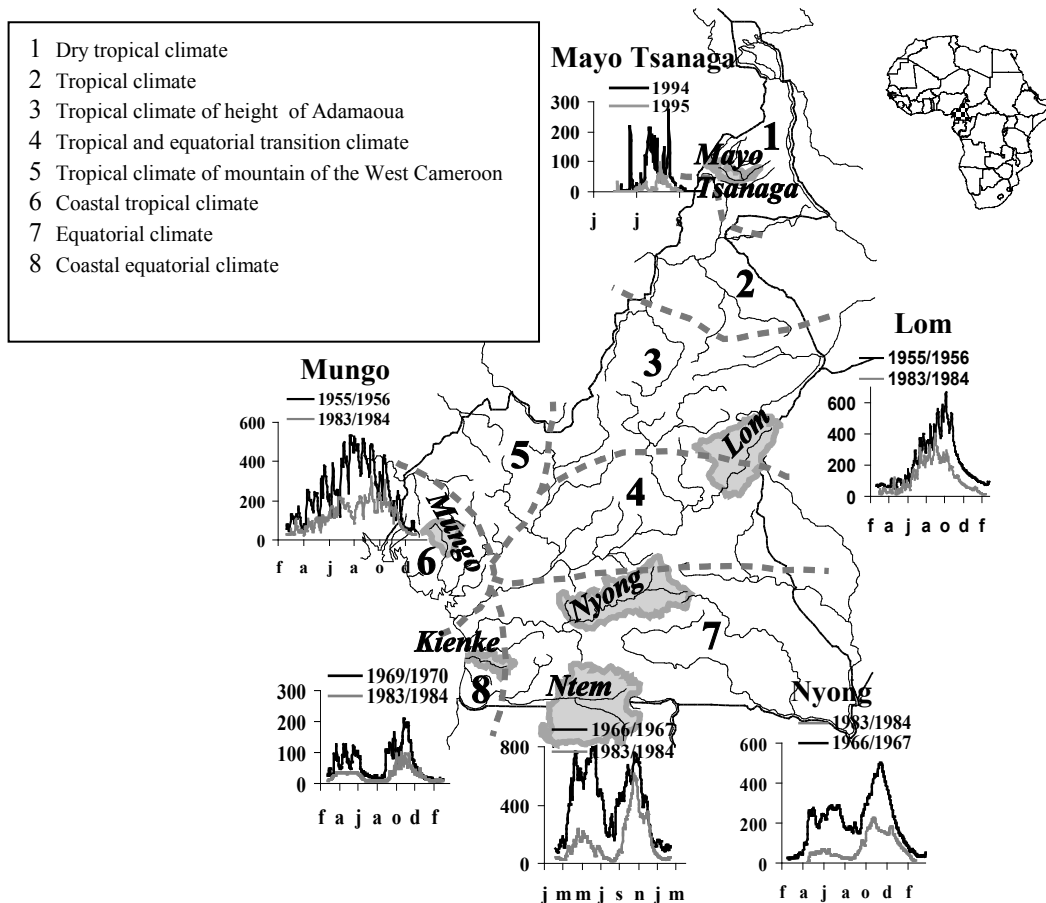 1 Dry tropical climate
2 Tropical climate
3 Tropical climate of height of Adamaoua
4 Tropical and equatorial transition climate
5 Tropical climate of mountain of the West Cameroon
6 Coastal tropical climate
7 Equatorial climate
8 Coastal equatorial climate
Mayo Tsanaga
1994
1995
300
200
100
0
j j s
1
Mayo
Tsanaga
2
3
Lom
1955/1956
1983/1984
600
400
200
0
f a j a o d f
Mungo
1955/1956
1983/1984
600
400
200
0
f a j a o d
5
Lom
4
Mungo
6
Nyong
7
Kienke
8
Ntem
1969/1970
1983/1984
300
200
100
0
f a j a o d f
1966/1967
1983/1984
800
400
0
j m m j s n j m
Nyong
1983/1984
1966/1967
600
400
200
0
f a j a o d f